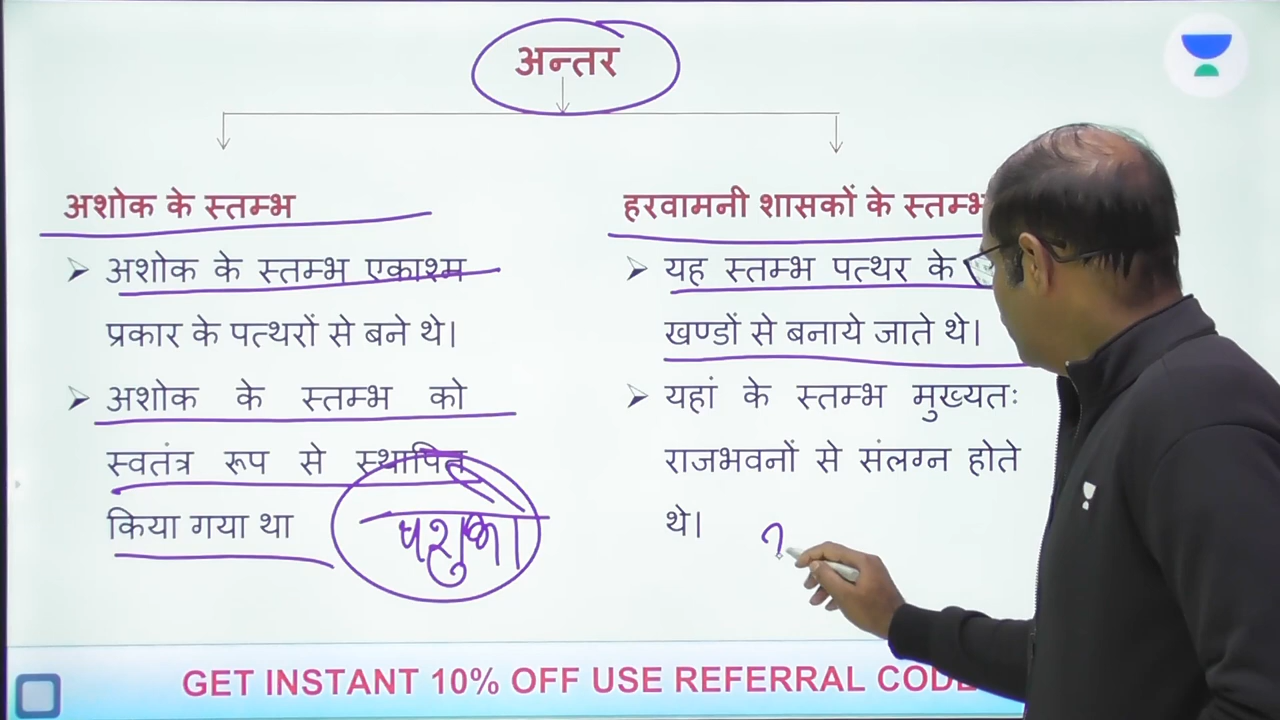 अन्तर
अशोक के स्तम्भ
अशोक के स्तम्भ एकाश्म
प्रकार के पत्थरों से बने थे।
अशोक के स्तम्भ को
स्वतंत्र रूप से स्थापित
किया गया था
पशुओं
हरवामनी शासकों के स्तम्भ
यह स्तम्भ पत्थर के
खण्डों से बनाये जाते थे।
यहां के स्तम्भ मुख्यतः
राजभवनों से संलग्न होते
थे।
GET INSTANT 10% OFF USE REFERRAL CODE